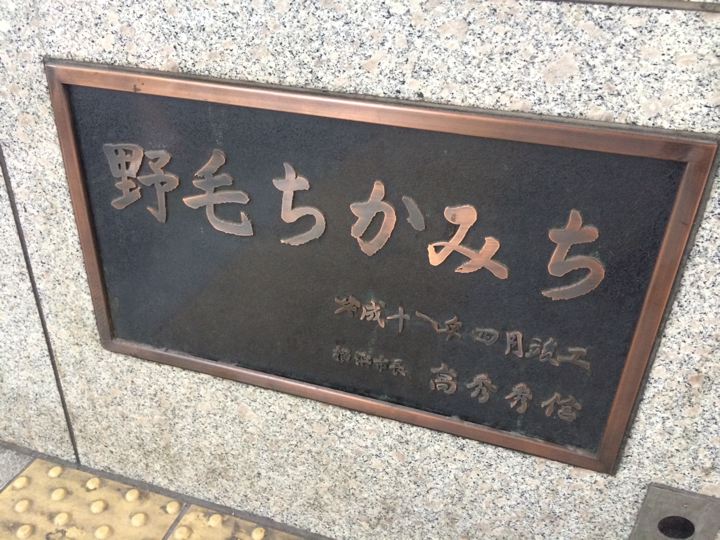 野毛ちかみち
平成十一年四月竣工
横浜市長 高秀秀信